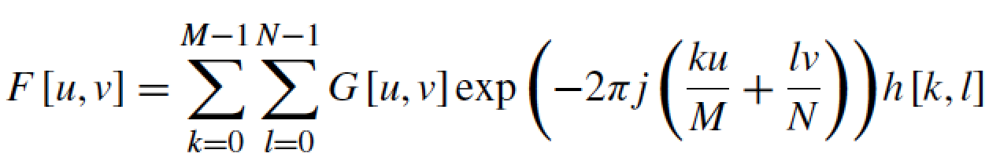 F[u, v] = \sum_{k=0}^{M-1} \sum_{l=0}^{N-1} G[u, v] \exp\left(-2\pi j\left(\frac{ku}{M} + \frac{lv}{N}\right)\right) h[k, l]